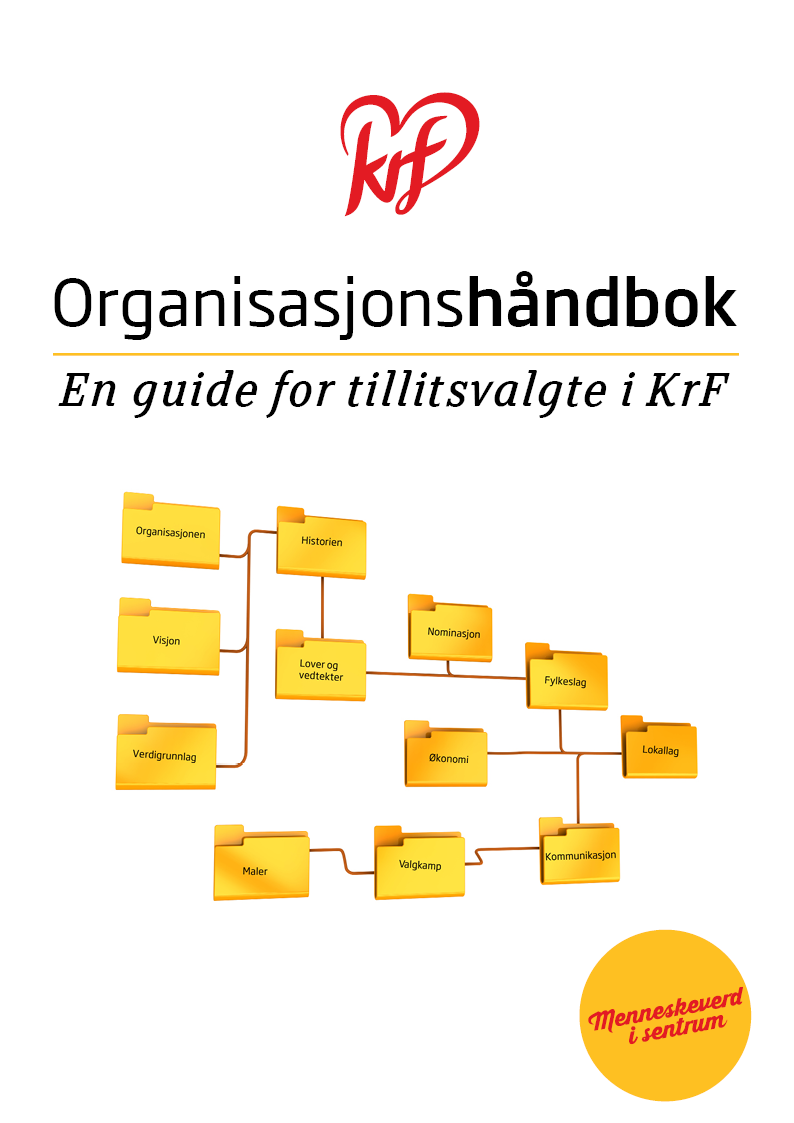 krf
Organisasjonshåndbok
En guide for tillitsvalgte i KrF
Organisasjonen
Historien
Visjon
Nominasjon
Lover og
vedtekter
Fylkeslag
Verdigrunnlag
Økonomi
Lokallag
Maler
Valgkamp
Kommunikasjon
Menneskeverd
i sentrum